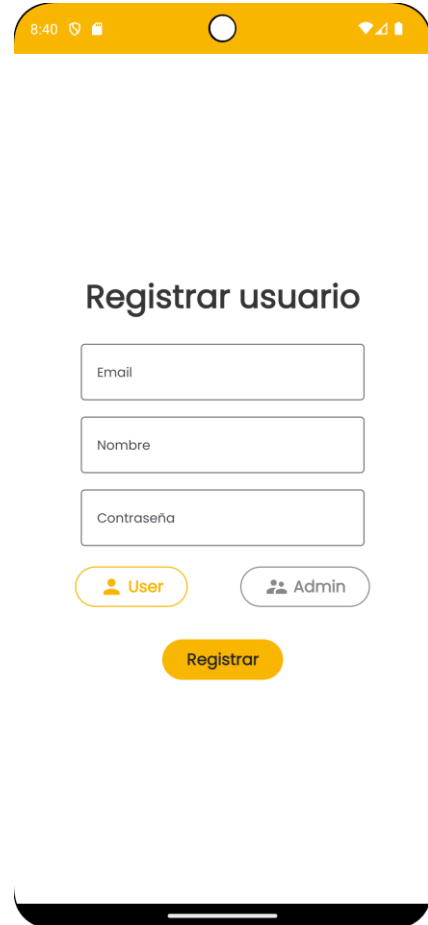 8:40
Registrar usuario
Email
Nombre
Contraseña
User Admin
Registrar